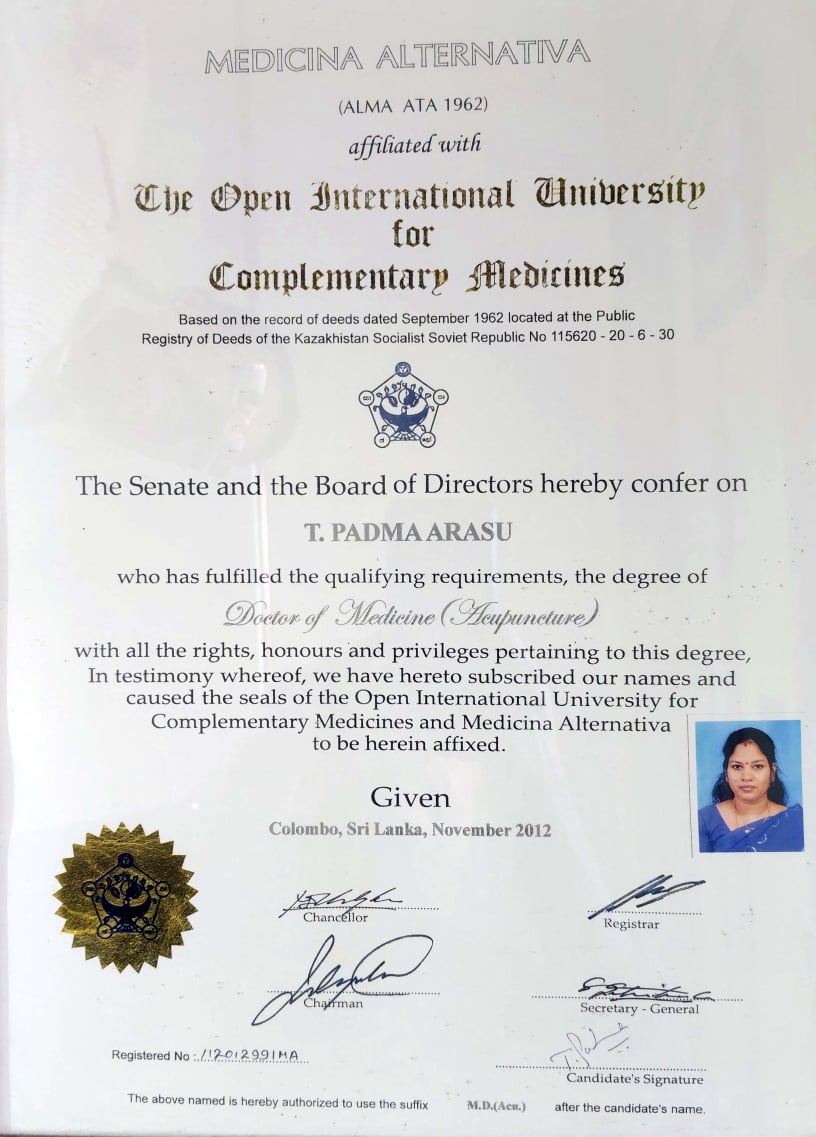 MEDICINA ALTERNATIVA
(ALMA ATA 1962)
affiliated with
The Open International University
for
Complementary Medicines
Based on the record of deeds dated September 1962 located at the Public
Registry of Deeds of the Kazakhistan Socialist Soviet Republic No 115620 - 20 - 6 - 30
The Senate and the Board of Directors hereby confer on
T. PADMA ARASU
who has fulfilled the qualifying requirements, the degree of
Doctor of Medicine (Acupuncture)
with all the rights, honours and privileges pertaining to this degree,
In testimony whereof, we have hereto subscribed our names and
caused the seals of the Open International University for
Complementary Medicines and Medicina Alternativa
to be herein affixed.
Given
Colombo, Sri Lanka, November 2012
Chancellor
Registrar
Chairman
Secretary - General
Registered No :
Candidate's Signature
The above named is hereby authorized to use the suffix M.D.(Acu.) after the candidate's name.